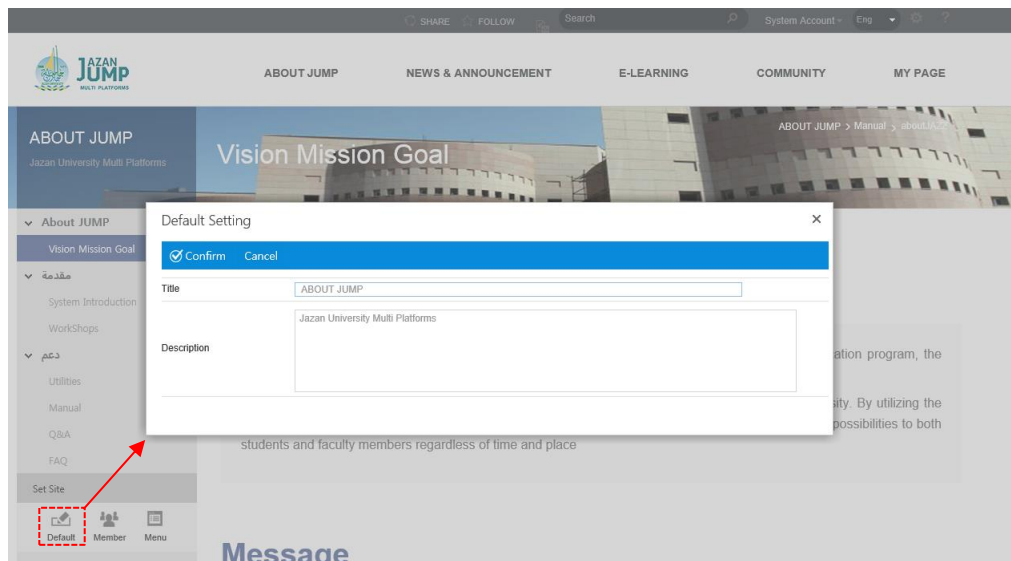 SHARE FOLLOW Search System Account Eng ?
JAZAN
JUMP
MULTI PLATFORMS
ABOUT JUMP NEWS & ANNOUNCEMENT E-LEARNING COMMUNITY MY PAGE
ABOUT JUMP > Manual >
ABOUT JUMP
Jazan University Multi Platforms
Vision Mission Goal
About JUMP
Vision Mission Goal
مقدمة
System Introduction
WorkShops
دعم
Utilities
Manual
Q&A
FAQ
Set Site
Default Member Menu
Default Setting ×
Confirm Cancel
Title ABOUT JUMP
Description Jazan University Multi Platforms
ation program, the
sity. By utilizing the
possibilities to both
students and faculty members regardless of time and place
Message